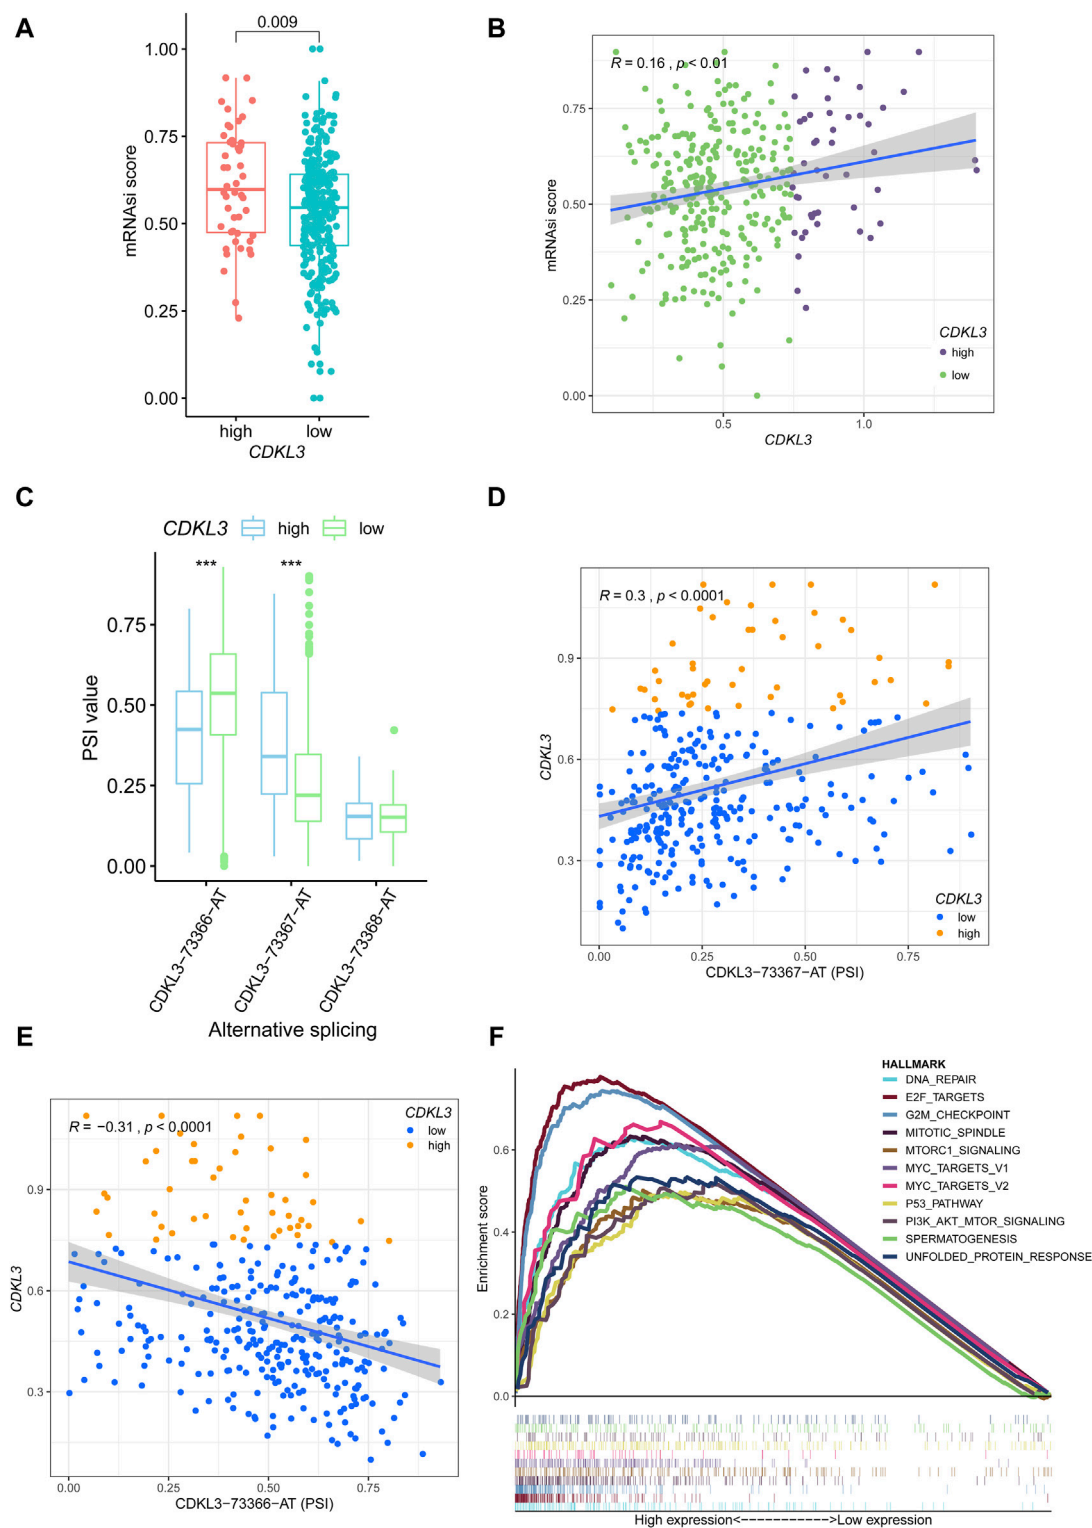 A
0.009
1.00
0.75
0.50
0.25
0.00
mRNAsi score
high
low
CDKL3
B
R = 0.16 , p < 0.01
0.75
0.50
0.25
0.00
mRNAsi score
CDKL3
high
low
0.5
1.0
CDKL3
C
CDKL3
high
low
***
***
0.75
0.50
0.25
0.00
PSI value
CDKL3−73366−AT
CDKL3−73367−AT
CDKL3−73368−AT
Alternative splicing
D
R = 0.3 , p < 0.0001
0.9
0.6
0.3
CDKL3
CDKL3
low
high
0.00
0.25
0.50
0.75
CDKL3−73367−AT (PSI)
E
R = −0.31 , p < 0.0001
CDKL3
low
high
0.9
0.6
0.3
CDKL3
0.00
0.25
0.50
0.75
CDKL3−73366−AT (PSI)
F
HALLMARK
DNA_REPAIR
E2F_TARGETS
G2M_CHECKPOINT
MITOTIC_SPINDLE
MTORC1_SIGNALING
MYC_TARGETS_V1
MYC_TARGETS_V2
P53_PATHWAY
PI3K_AKT_MTOR_SIGNALING
SPERMATOGENESIS
UNFOLDED_PROTEIN_RESPONSE
0.6
0.4
0.2
0.0
Enrichment score
High expression<−−−−−−−−−−−>Low expression